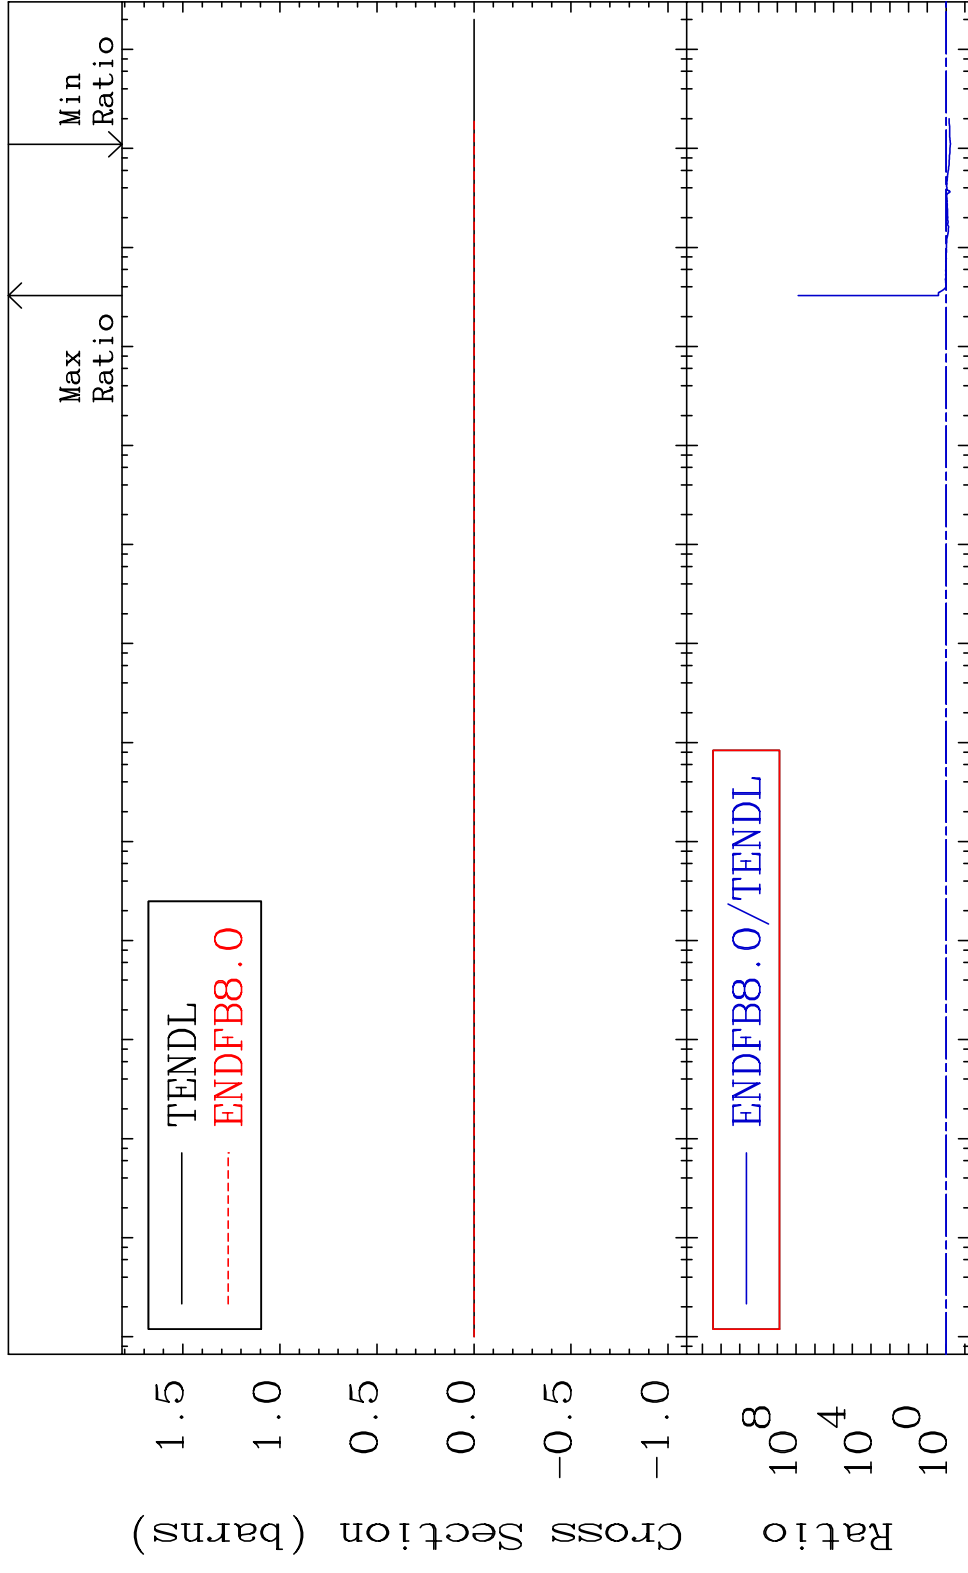 Max
Ratio
Min
Ratio
TENDL
ENDFB8.0
1.5
1.0
0.5
0.0
-0.5
-1.0
Cross Section (barns)
ENDFB8.0/TENDL
10^8
10^4
10^0
Ratio